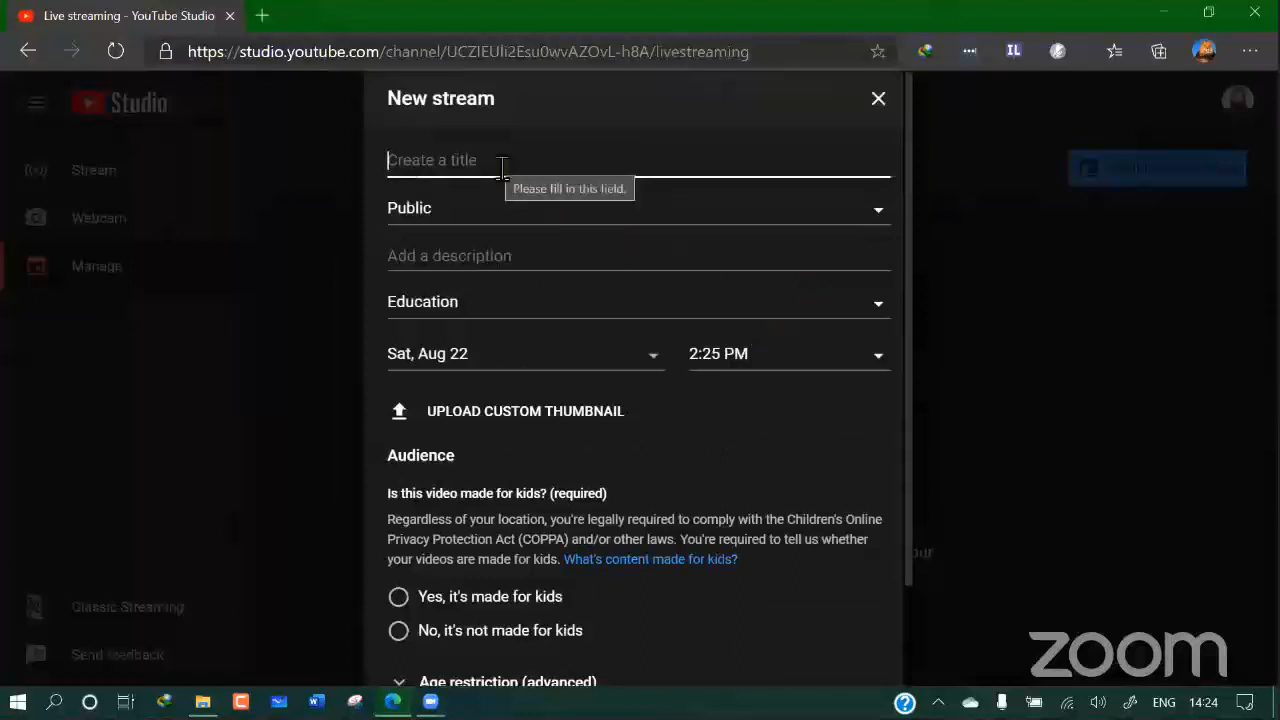 Live streaming - YouTube Studio
https://studio.youtube.com/channel/UCZIEUli2Esu0wvAZOvL-h8A/livestreaming
IL
Studio
New stream
Stream
Create a title
Please fill in this field.
Webcam
Public
Manage
Add a description
Education
Sat, Aug 22
2:25 PM
UPLOAD CUSTOM THUMBNAIL
Audience
Is this video made for kids? (required)
Regardless of your location, you're legally required to comply with the Children's Online
Privacy Protection Act (COPPA) and/or other laws. You're required to tell us whether
your videos are made for kids. What's content made for kids?
our
Yes, it's made for kids
Classic Streaming
No, it's not made for kids
Send feedback
zoom
Age restriction (advanced)
ENG
14:24